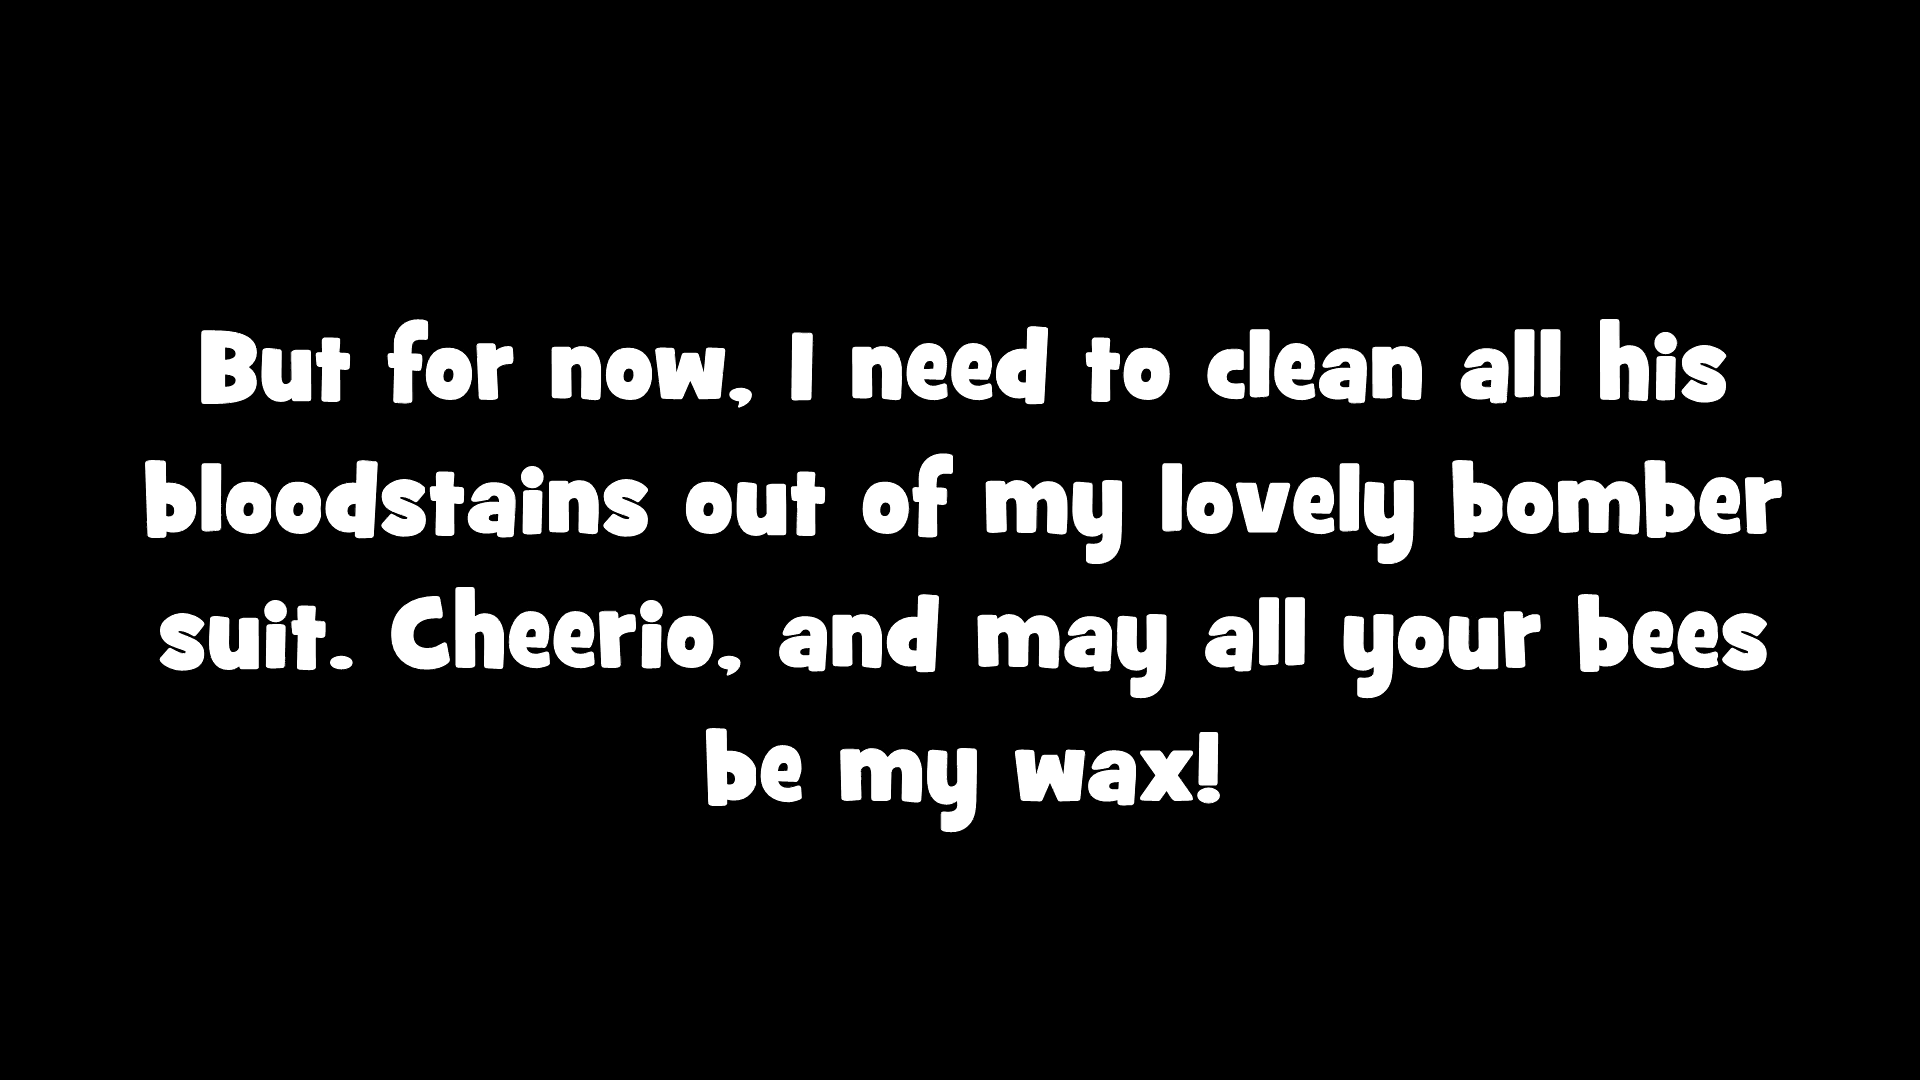 But for now, I need to clean all his
bloodstains out of my lovely bomber
suit. Cheerio, and may all your bees
be my wax!